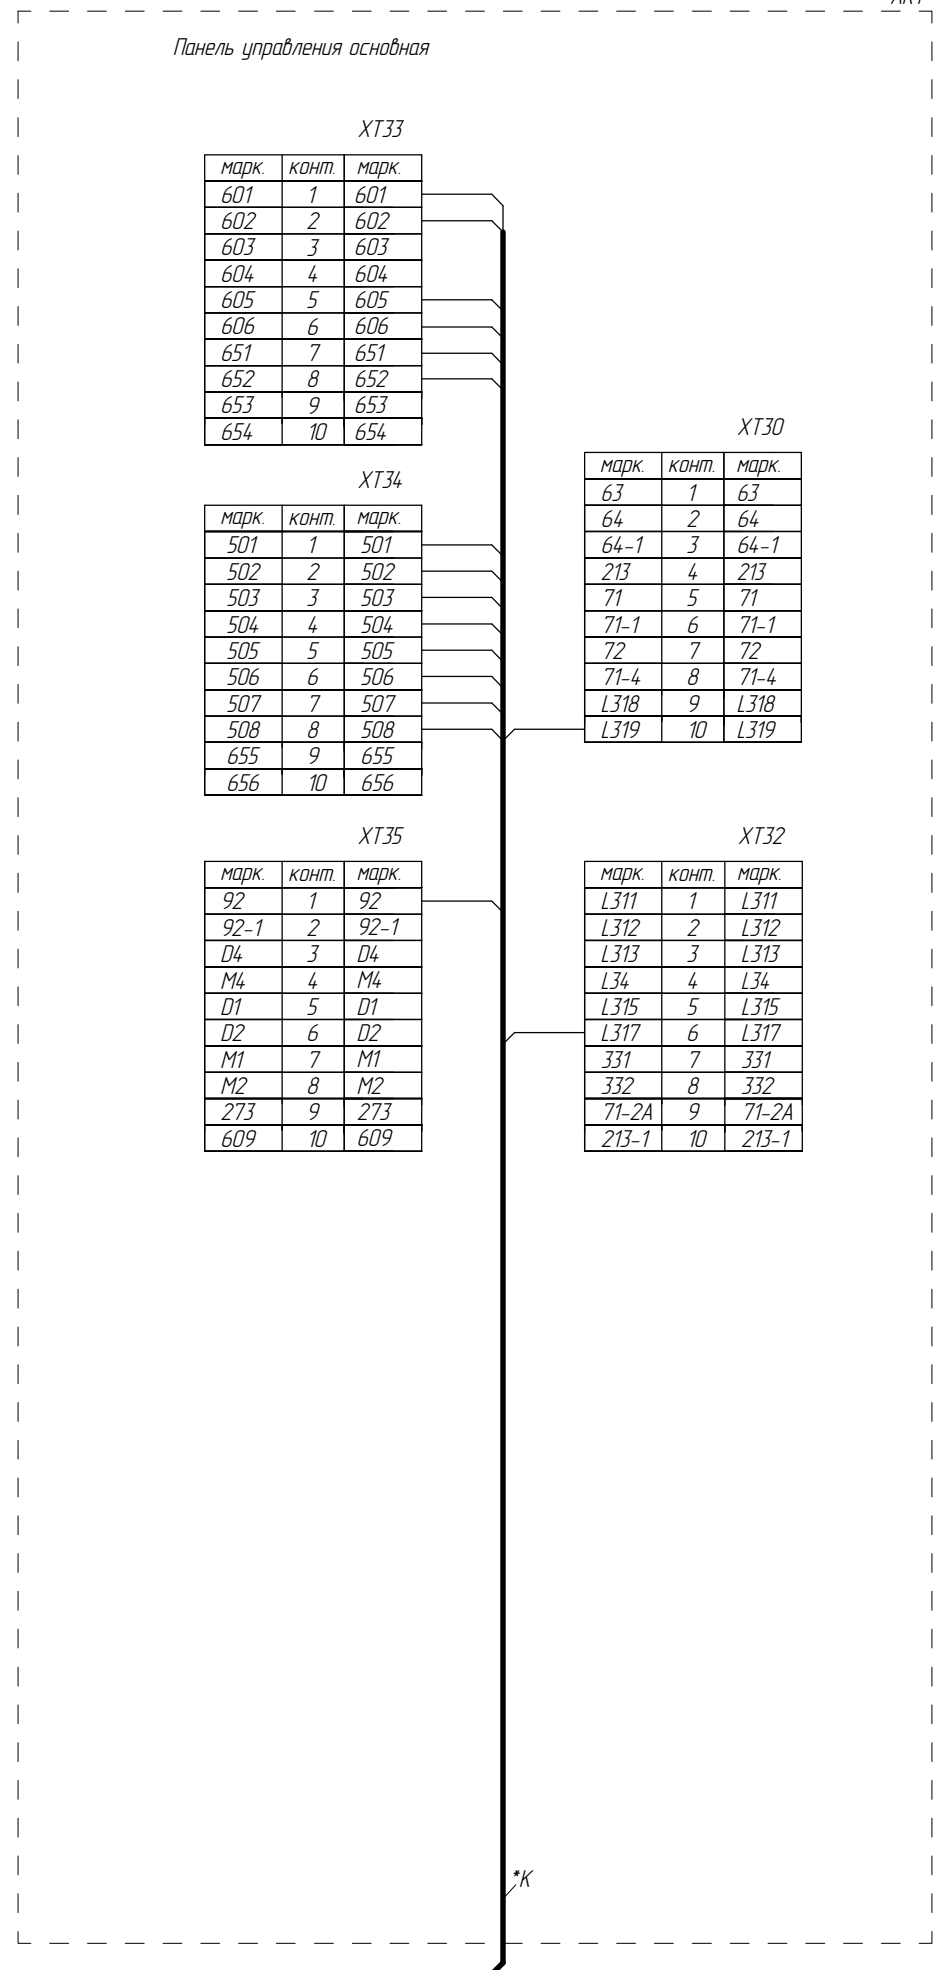 Панель управления основная
XT33
марк. конт. марк.
601 1 601
602 2 602
603 3 603
604 4 604
605 5 605
606 6 606
651 7 651
652 8 652
653 9 653
654 10 654
XT34
марк. конт. марк.
501 1 501
502 2 502
503 3 503
504 4 504
505 5 505
506 6 506
507 7 507
508 8 508
655 9 655
656 10 656
XT35
марк. конт. марк.
92 1 92
92-1 2 92-1
D4 3 D4
M4 4 M4
D1 5 D1
D2 6 D2
M1 7 M1
M2 8 M2
273 9 273
609 10 609
XT30
марк. конт. марк.
63 1 63
64 2 64
64-1 3 64-1
213 4 213
71 5 71
71-1 6 71-1
72 7 72
71-4 8 71-4
L318 9 L318
L319 10 L319
XT32
марк. конт. марк.
L311 1 L311
L312 2 L312
L313 3 L313
L34 4 L34
L315 5 L315
L317 6 L317
331 7 331
332 8 332
71-2A 9 71-2A
213-1 10 213-1
*K